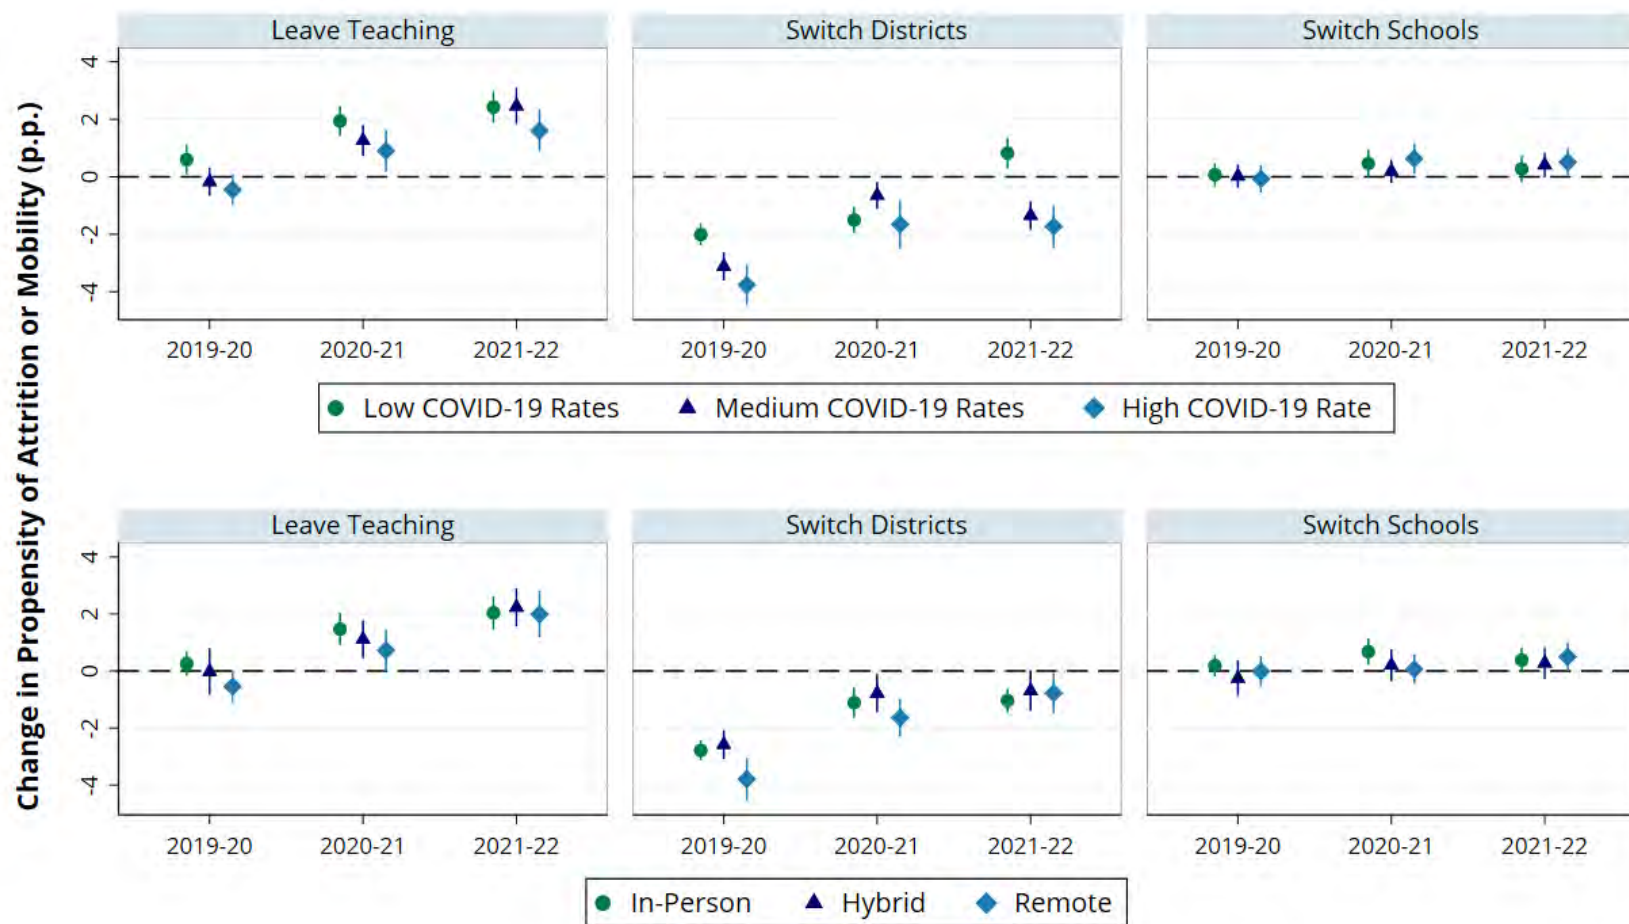 Change in Propensity of Attrition or Mobility (p.p.)
Leave Teaching Switch Districts Switch Schools
4
2
0
-2
-4
2019-20 2020-21 2021-22 2019-20 2020-21 2021-22 2019-20 2020-21 2021-22
Low COVID-19 Rates Medium COVID-19 Rates High COVID-19 Rate
Leave Teaching Switch Districts Switch Schools
4
2
0
-2
-4
2019-20 2020-21 2021-22 2019-20 2020-21 2021-22 2019-20 2020-21 2021-22
In-Person Hybrid Remote